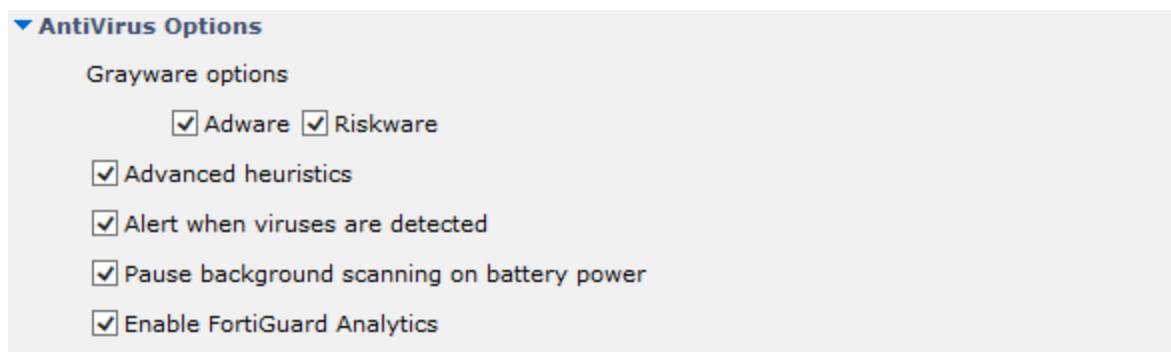 AntiVirus Options
Grayware options
Adware Riskware
Advanced heuristics
Alert when viruses are detected
Pause background scanning on battery power
Enable FortiGuard Analytics